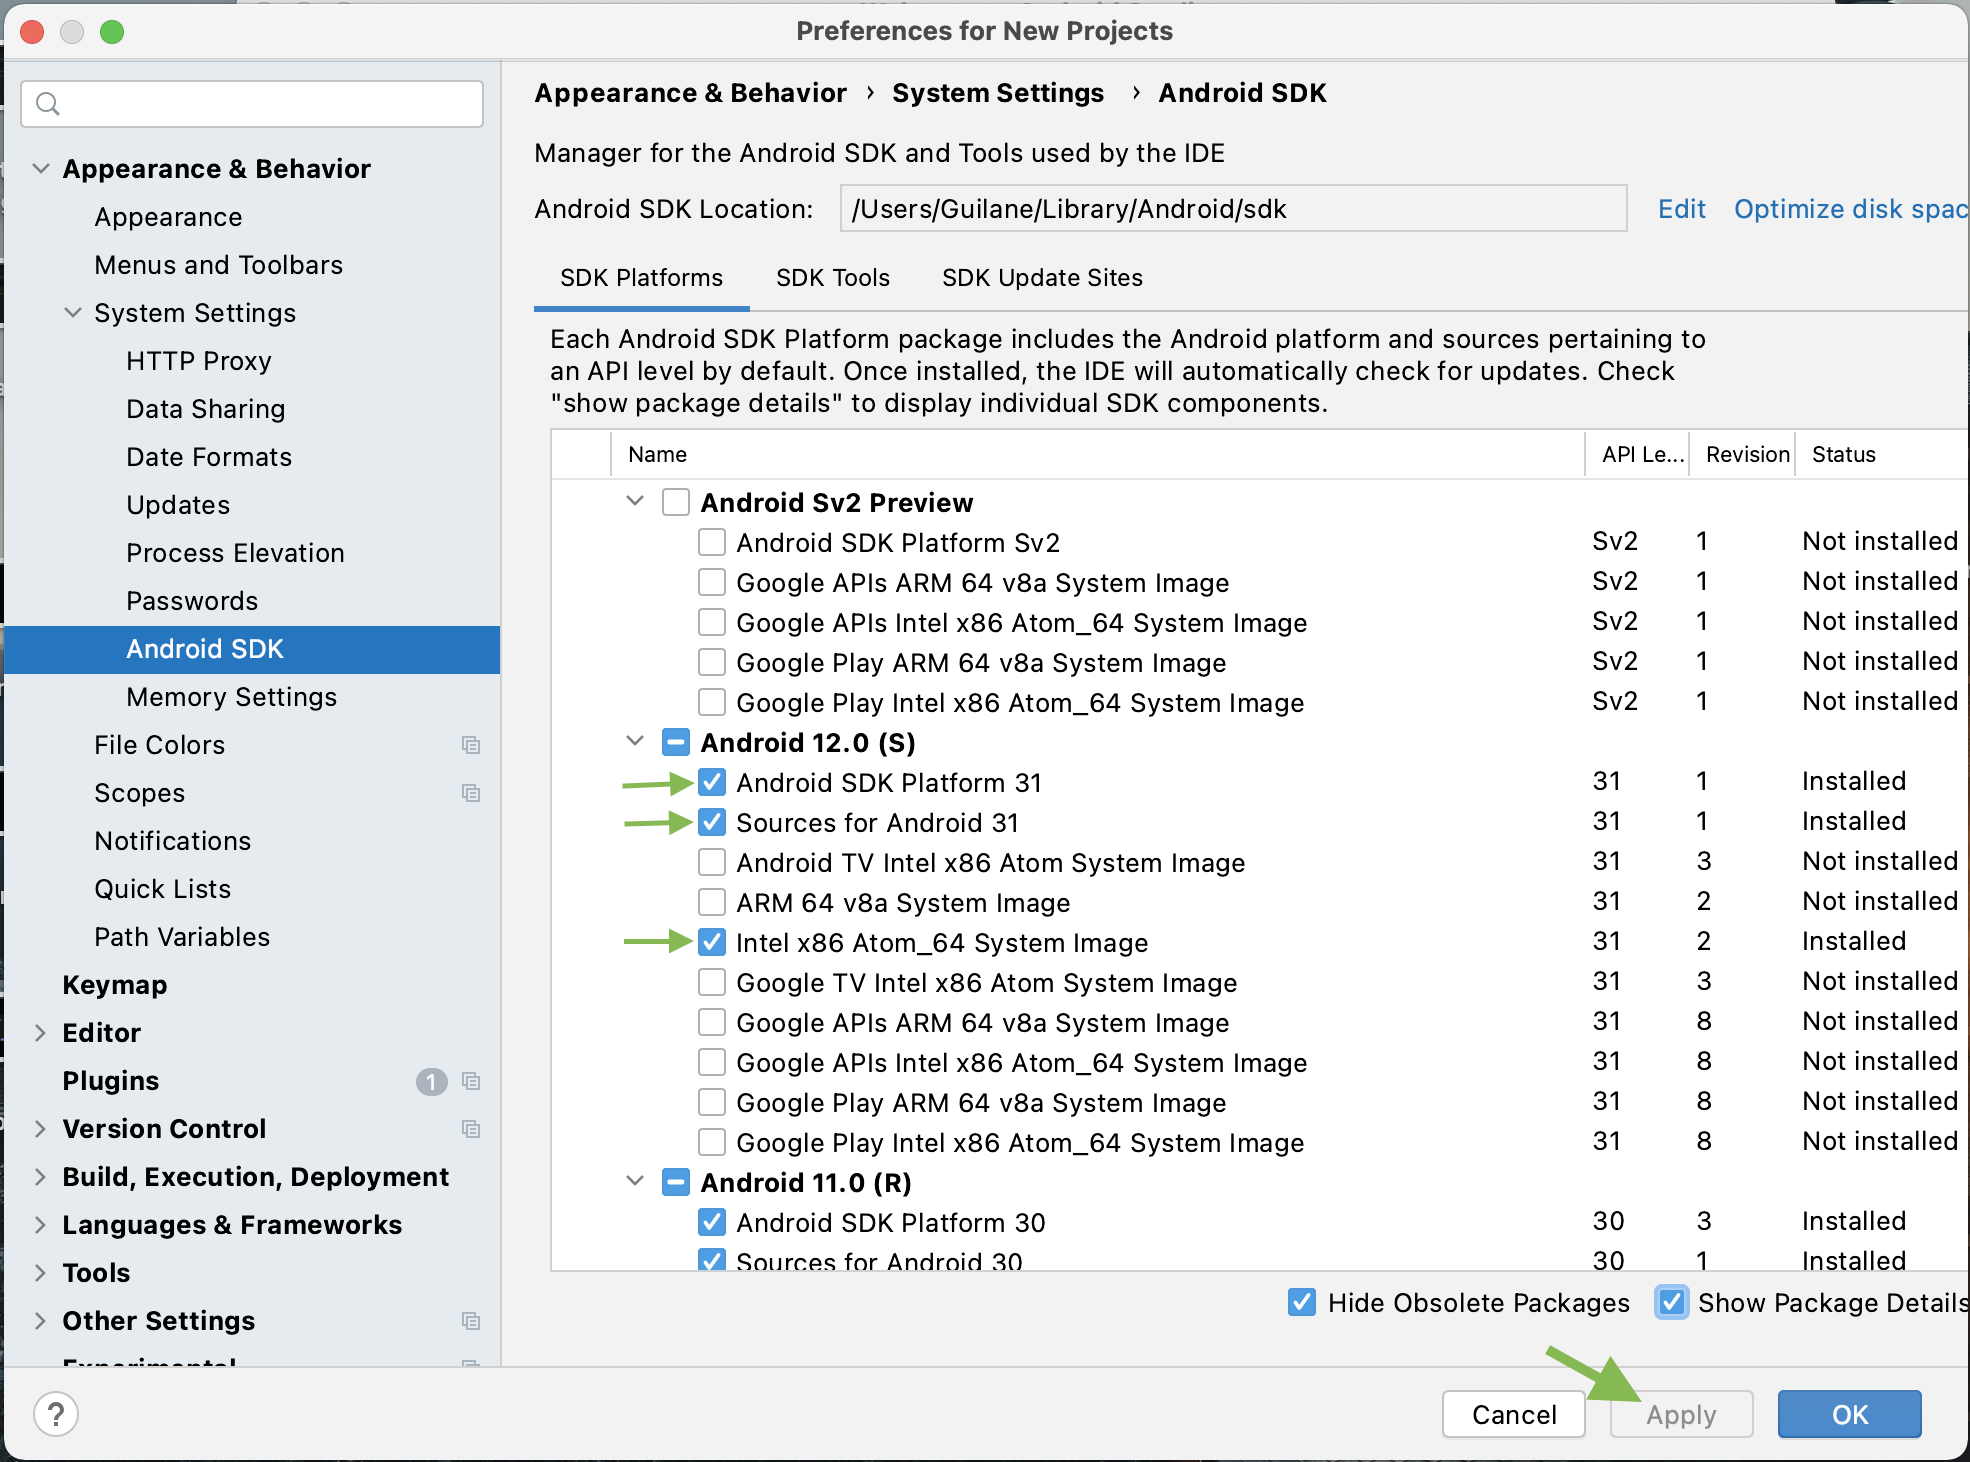 Preferences for New Projects
Appearance & Behavior
Appearance
Menus and Toolbars
System Settings
HTTP Proxy
Data Sharing
Date Formats
Updates
Process Elevation
Passwords
Android SDK
Memory Settings
File Colors
Scopes
Notifications
Quick Lists
Path Variables
Keymap
Editor
Plugins 1
Version Control
Build, Execution, Deployment
Languages & Frameworks
Tools
Other Settings
Experimental
?
Appearance & Behavior › System Settings › Android SDK
Manager for the Android SDK and Tools used by the IDE
Android SDK Location: /Users/Guilane/Library/Android/sdk Edit Optimize disk spac
SDK Platforms SDK Tools SDK Update Sites
Each Android SDK Platform package includes the Android platform and sources pertaining to
an API level by default. Once installed, the IDE will automatically check for updates. Check
"show package details" to display individual SDK components.
Name API Le... Revision Status
Android Sv2 Preview
Android SDK Platform Sv2 Sv2 1 Not installed
Google APIs ARM 64 v8a System Image Sv2 1 Not installed
Google APIs Intel x86 Atom_64 System Image Sv2 1 Not installed
Google Play ARM 64 v8a System Image Sv2 1 Not installed
Google Play Intel x86 Atom_64 System Image Sv2 1 Not installed
Android 12.0 (S)
Android SDK Platform 31 31 1 Installed
Sources for Android 31 31 1 Installed
Android TV Intel x86 Atom System Image 31 3 Not installed
ARM 64 v8a System Image 31 2 Not installed
Intel x86 Atom_64 System Image 31 2 Installed
Google TV Intel x86 Atom System Image 31 3 Not installed
Google APIs ARM 64 v8a System Image 31 8 Not installed
Google APIs Intel x86 Atom_64 System Image 31 8 Not installed
Google Play ARM 64 v8a System Image 31 8 Not installed
Google Play Intel x86 Atom_64 System Image 31 8 Not installed
Android 11.0 (R)
Android SDK Platform 30 30 3 Installed
Sources for Android 30 30 1 Installed
Hide Obsolete Packages Show Package Details
Cancel Apply OK